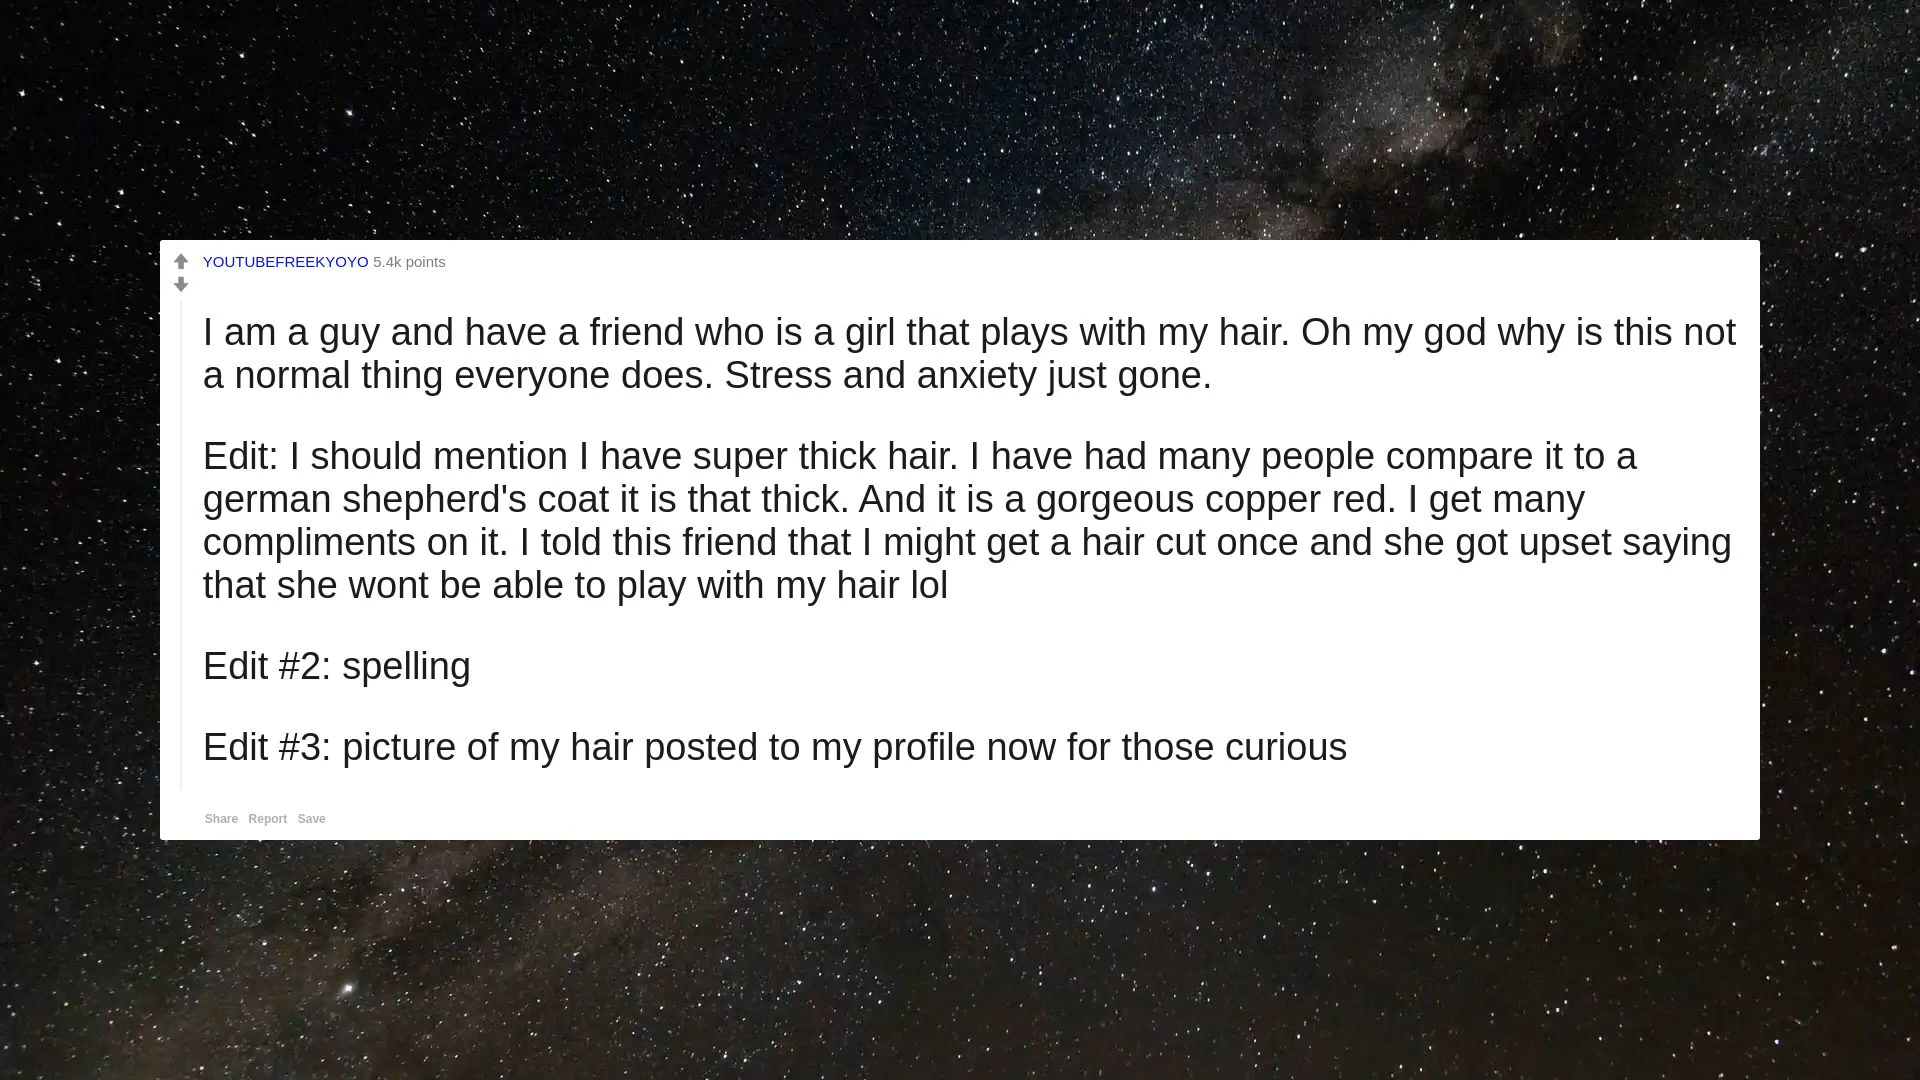 YOUTUBEFREEKYOYO 5.4k points
I am a guy and have a friend who is a girl that plays with my hair. Oh my god why is this not
a normal thing everyone does. Stress and anxiety just gone.
Edit: I should mention I have super thick hair. I have had many people compare it to a
german shepherd's coat it is that thick. And it is a gorgeous copper red. I get many
compliments on it. I told this friend that I might get a hair cut once and she got upset saying
that she wont be able to play with my hair lol
Edit #2: spelling
Edit #3: picture of my hair posted to my profile now for those curious
Share Report Save